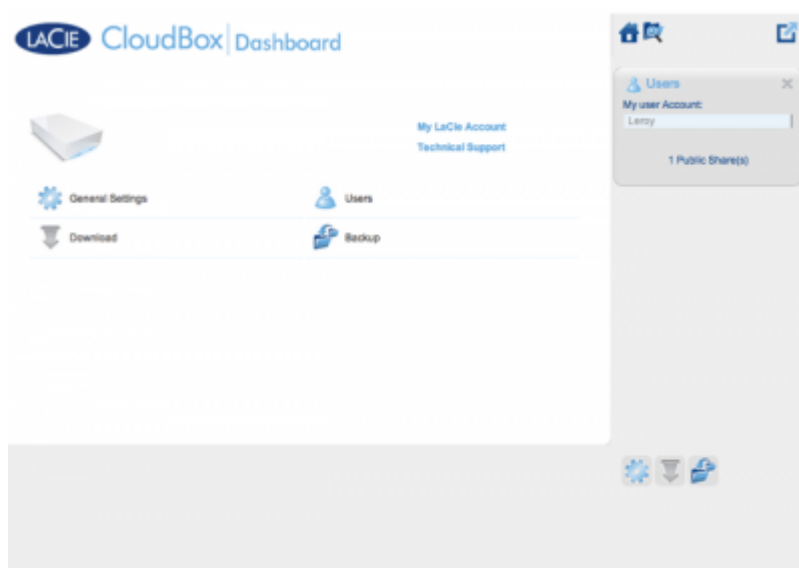 LACIE CloudBox Dashboard
My LaCie Account
Technical Support
General Settings
Users
Download
Backup
Users
My user Account:
Leroy
1 Public Share(s)